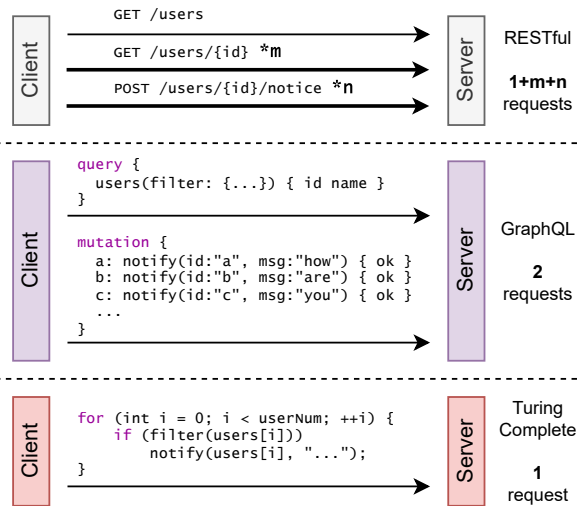 Client
GET /users
GET /users/{id} *m
POST /users/{id}/notice *n
Server
RESTful
1+m+n
requests
Client
query {
  users(filter: {...}) { id name }
}
mutation {
  a: notify(id:"a", msg:"how") { ok }
  b: notify(id:"b", msg:"are") { ok }
  c: notify(id:"c", msg:"you") { ok }
  ...
}
Server
GraphQL
2
requests
Client
for (int i = 0; i < userNum; ++i) {
    if (filter(users[i]))
        notify(users[i], "...");
}
Server
Turing
Complete
1
request